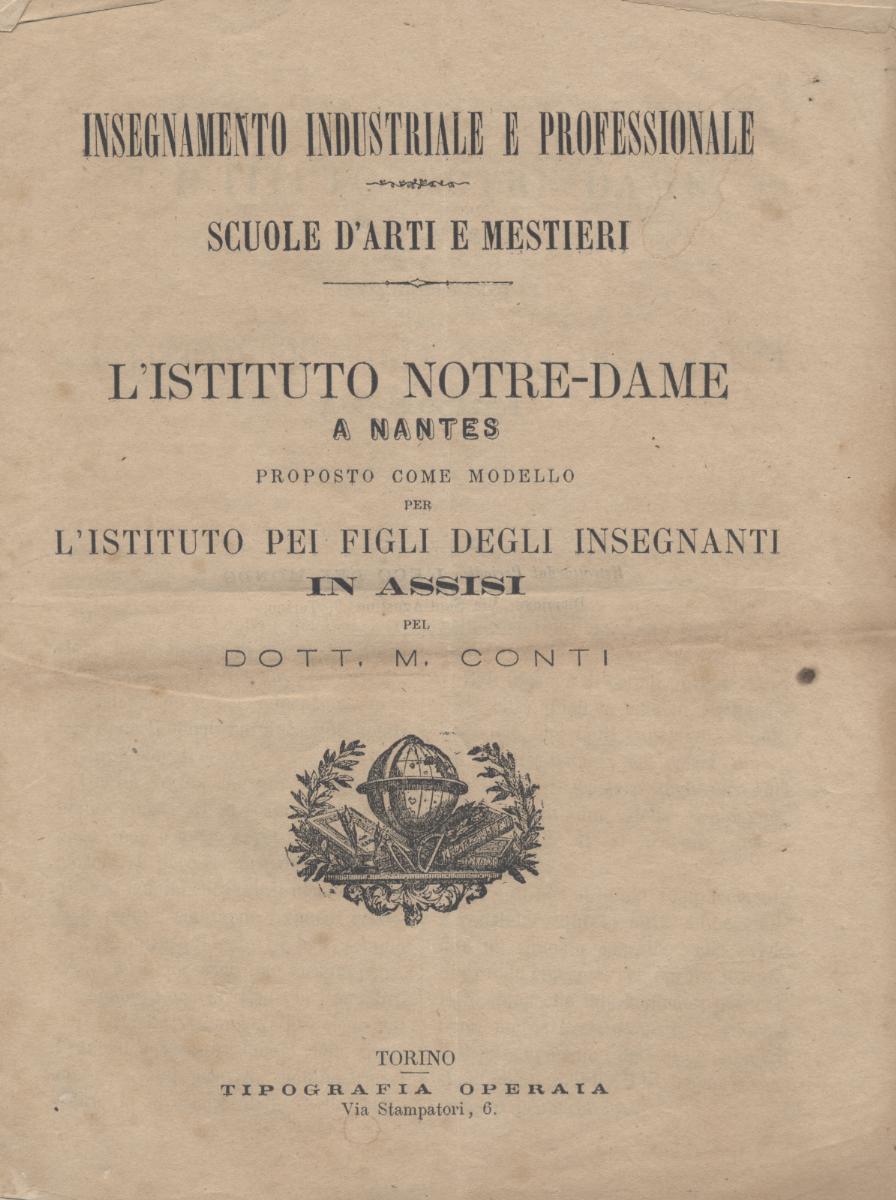 INSEGNAMENTO INDUSTRIALE E PROFESSIONALE
SCUOLE D'ARTI E MESTIERI
L'ISTITUTO NOTRE-DAME
A NANTES
PROPOSTO COME MODELLO
PER
L'ISTITUTO PEI FIGLI DEGLI INSEGNANTI
IN ASSISI
PEL
DOTT. M. CONTI
TORINO
TIPOGRAFIA OPERAIA
Via Stampatori, 6.